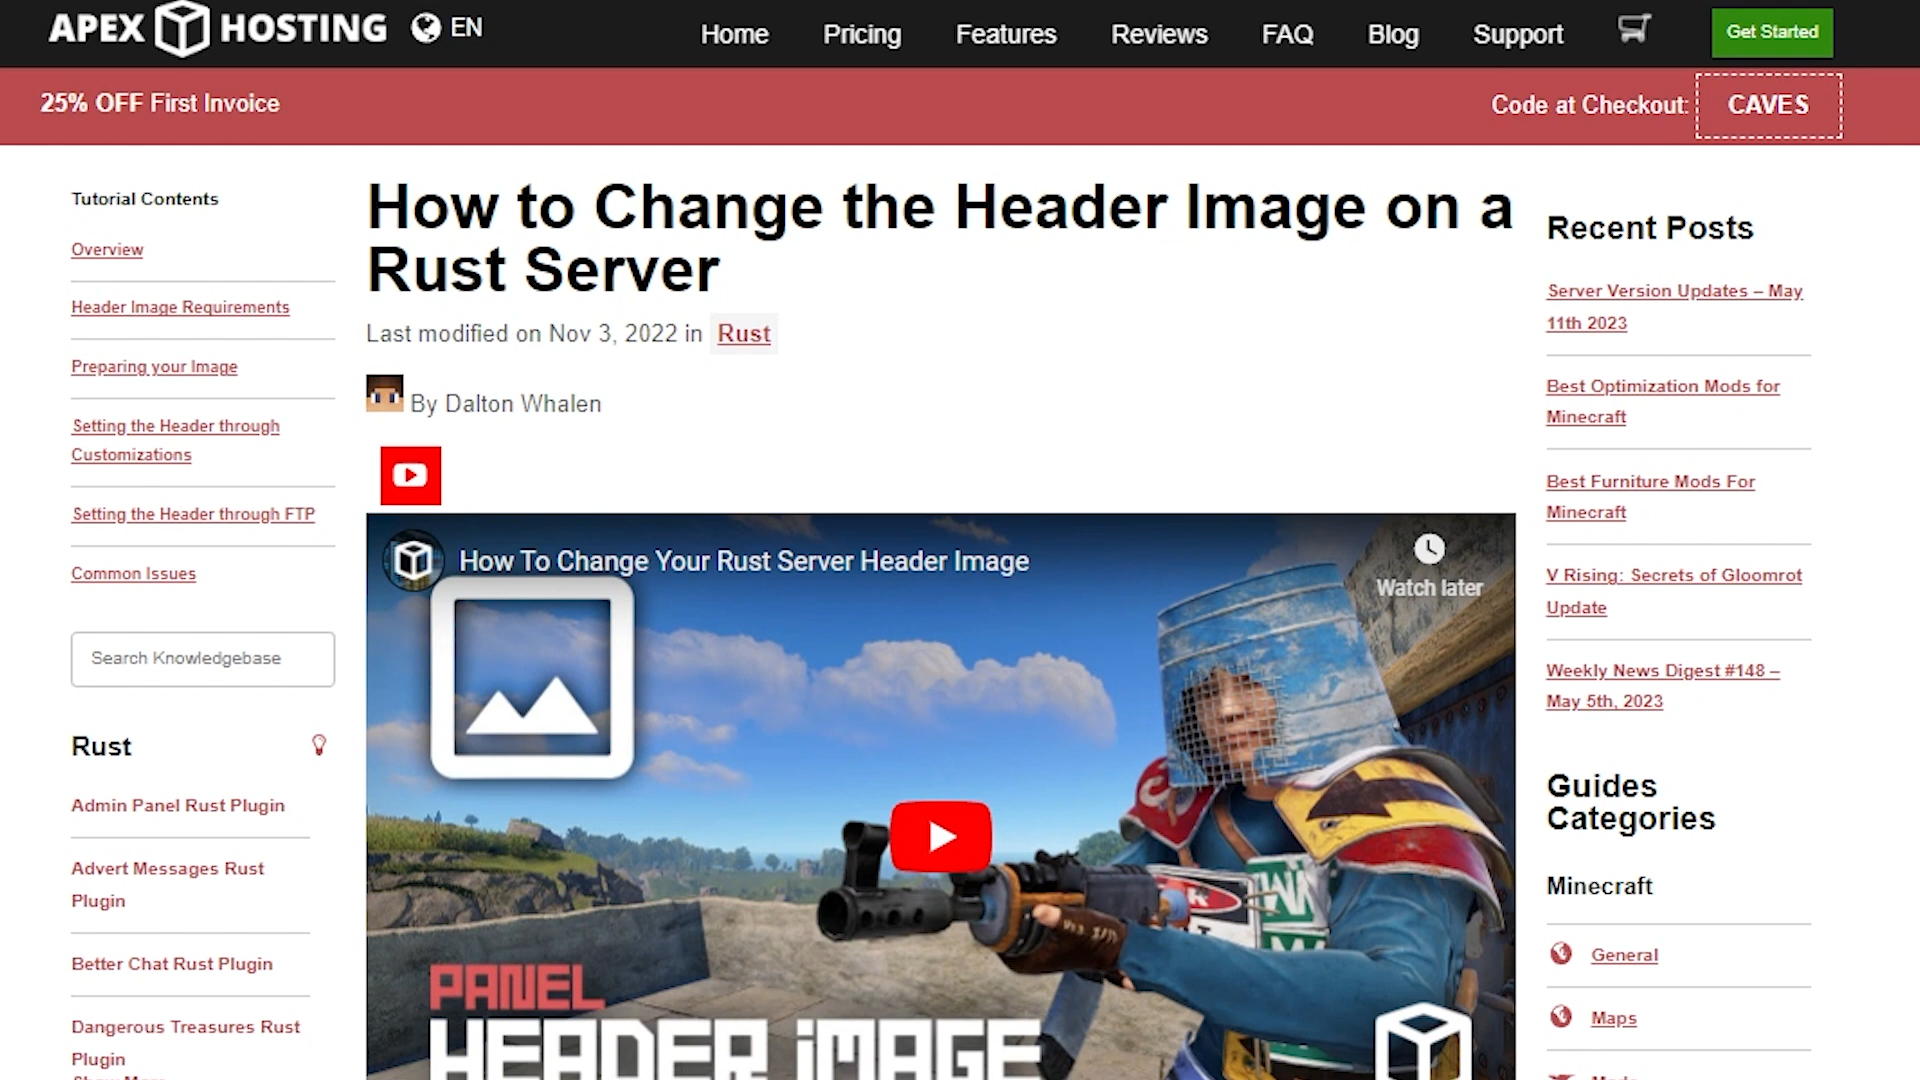 APEX HOSTING EN
Home Pricing Features Reviews FAQ Blog Support Get Started
25% OFF First Invoice
Code at Checkout: CAVES
Tutorial Contents
Overview
Header Image Requirements
Preparing your Image
Setting the Header through
Customizations
Setting the Header through FTP
Common Issues
Search Knowledgebase
Rust
Admin Panel Rust Plugin
Advert Messages Rust
Plugin
Better Chat Rust Plugin
Dangerous Treasures Rust
Plugin
Show More
How to Change the Header Image on a
Rust Server
Last modified on Nov 3, 2022 in Rust
By Dalton Whalen
How To Change Your Rust Server Header Image
Watch later
PANEL
HEADER IMAGE
Recent Posts
Server Version Updates – May
11th 2023
Best Optimization Mods for
Minecraft
Best Furniture Mods For
Minecraft
V Rising: Secrets of Gloomrot
Update
Weekly News Digest #148 –
May 5th, 2023
Guides
Categories
Minecraft
General
Maps
Mods